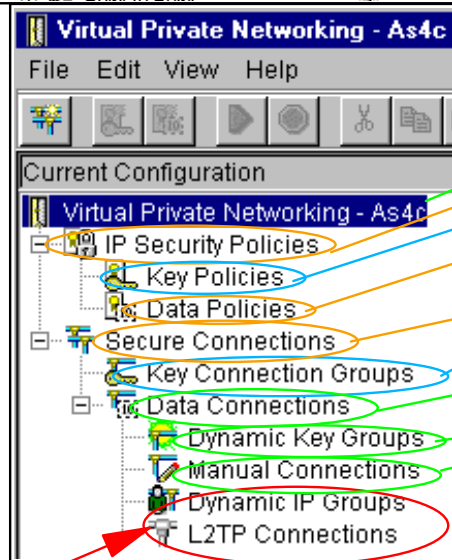 Virtual Private Networking - As4c
File Edit View Help
Current Configuration
Virtual Private Networking - As4c
IP Security Policies
Key Policies
Data Policies
Secure Connections
Key Connection Groups
Data Connections
Dynamic Key Groups
Manual Connections
Dynamic IP Groups
L2TP Connections